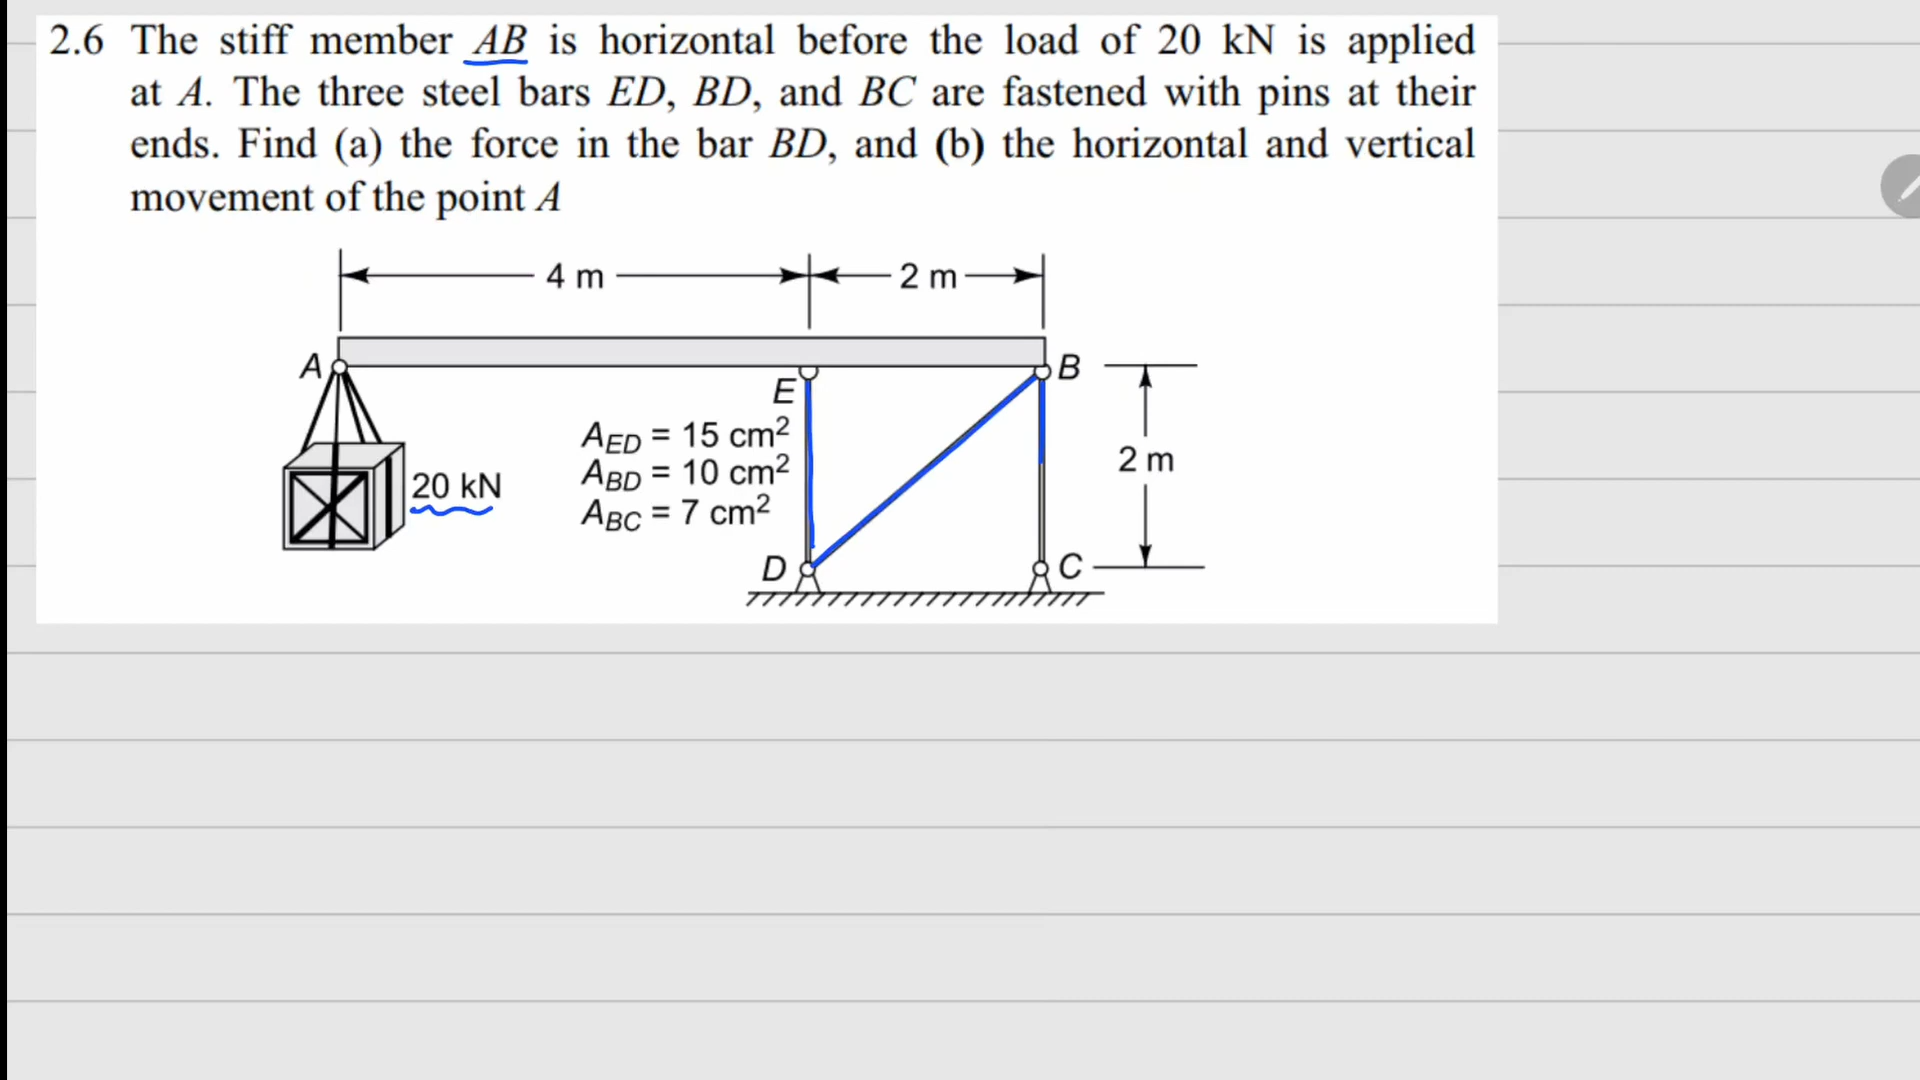 2.6 The stiff member AB is horizontal before the load of 20 kN is applied
at A. The three steel bars ED, BD, and BC are fastened with pins at their
ends. Find (a) the force in the bar BD, and (b) the horizontal and vertical
movement of the point A
4 m
2 m
A
B
E
A_ED = 15 cm²
A_BD = 10 cm²
A_BC = 7 cm²
20 kN
2 m
D
C